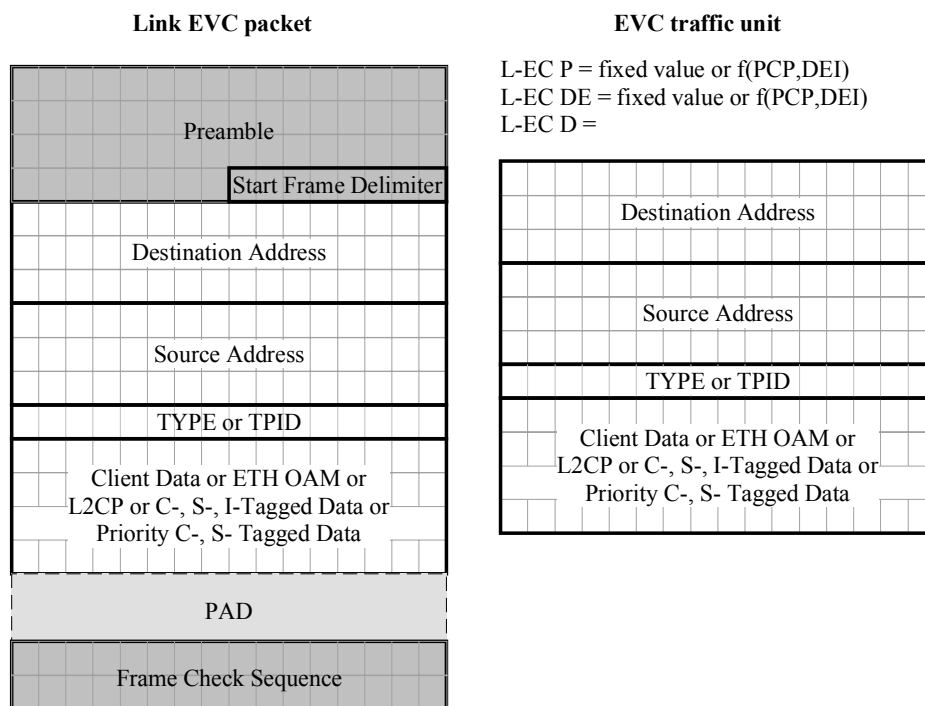 Link EVC packet
Preamble
Start Frame Delimiter
Destination Address
Source Address
TYPE or TPID
Client Data or ETH OAM or
L2CP or C-, S-, I-Tagged Data or
Priority C-, S- Tagged Data
PAD
Frame Check Sequence
EVC traffic unit
L-EC P = fixed value or f(PCP,DEI)
L-EC DE = fixed value or f(PCP,DEI)
L-EC D =
Destination Address
Source Address
TYPE or TPID
Client Data or ETH OAM or
L2CP or C-, S-, I-Tagged Data or
Priority C-, S- Tagged Data